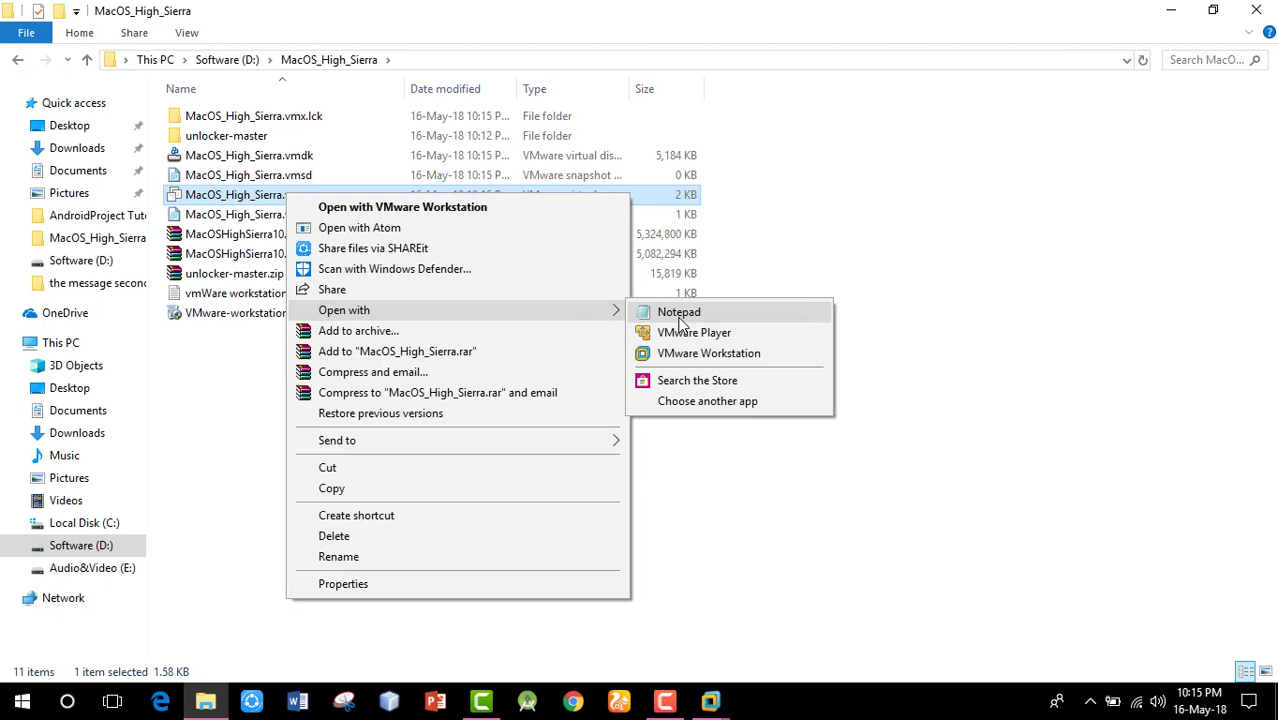 MacOS_High_Sierra
File Home Share View
This PC Software (D:) MacOS_High_Sierra
Search MacO...
Name Date modified Type Size
Quick access
Desktop
Downloads
Documents
Pictures
AndroidProject Tut
MacOS_High_Sierra
Software (D:)
the message second
OneDrive
This PC
3D Objects
Desktop
Documents
Downloads
Music
Pictures
Videos
Local Disk (C:)
Software (D:)
Audio&Video (E:)
Network
MacOS_High_Sierra.vmx.lck 16-May-18 10:15 P... File folder
unlocker-master 16-May-18 10:12 P... File folder
MacOS_High_Sierra.vmdk 16-May-18 10:15 P... VMware virtual dis... 5,184 KB
MacOS_High_Sierra.vmsd 16-May-18 10:15 P... VMware snapshot 0 KB
MacOS_High_Sierra. 2 KB
MacOS_High_Sierra. 1 KB
MacOSHighSierra10. 5,324,800 KB
MacOSHighSierra10. 5,082,294 KB
unlocker-master.zip 15,819 KB
vmWare workstation 1 KB
VMware-workstation
Open with VMware Workstation
Open with Atom
Share files via SHAREit
Scan with Windows Defender...
Share
Open with
Add to archive...
Add to "MacOS_High_Sierra.rar"
Compress and email...
Compress to "MacOS_High_Sierra.rar" and email
Restore previous versions
Send to
Cut
Copy
Create shortcut
Delete
Rename
Properties
Notepad
VMware Player
VMware Workstation
Search the Store
Choose another app
11 items 1 item selected 1.58 KB
10:15 PM
16-May-18